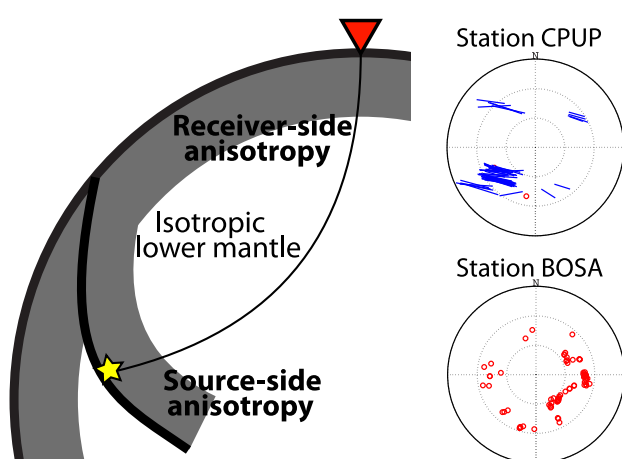 Receiver-side
anisotropy
Isotropic
lower mantle
Source-side
anisotropy
Station CPUP
N
Station BOSA
N